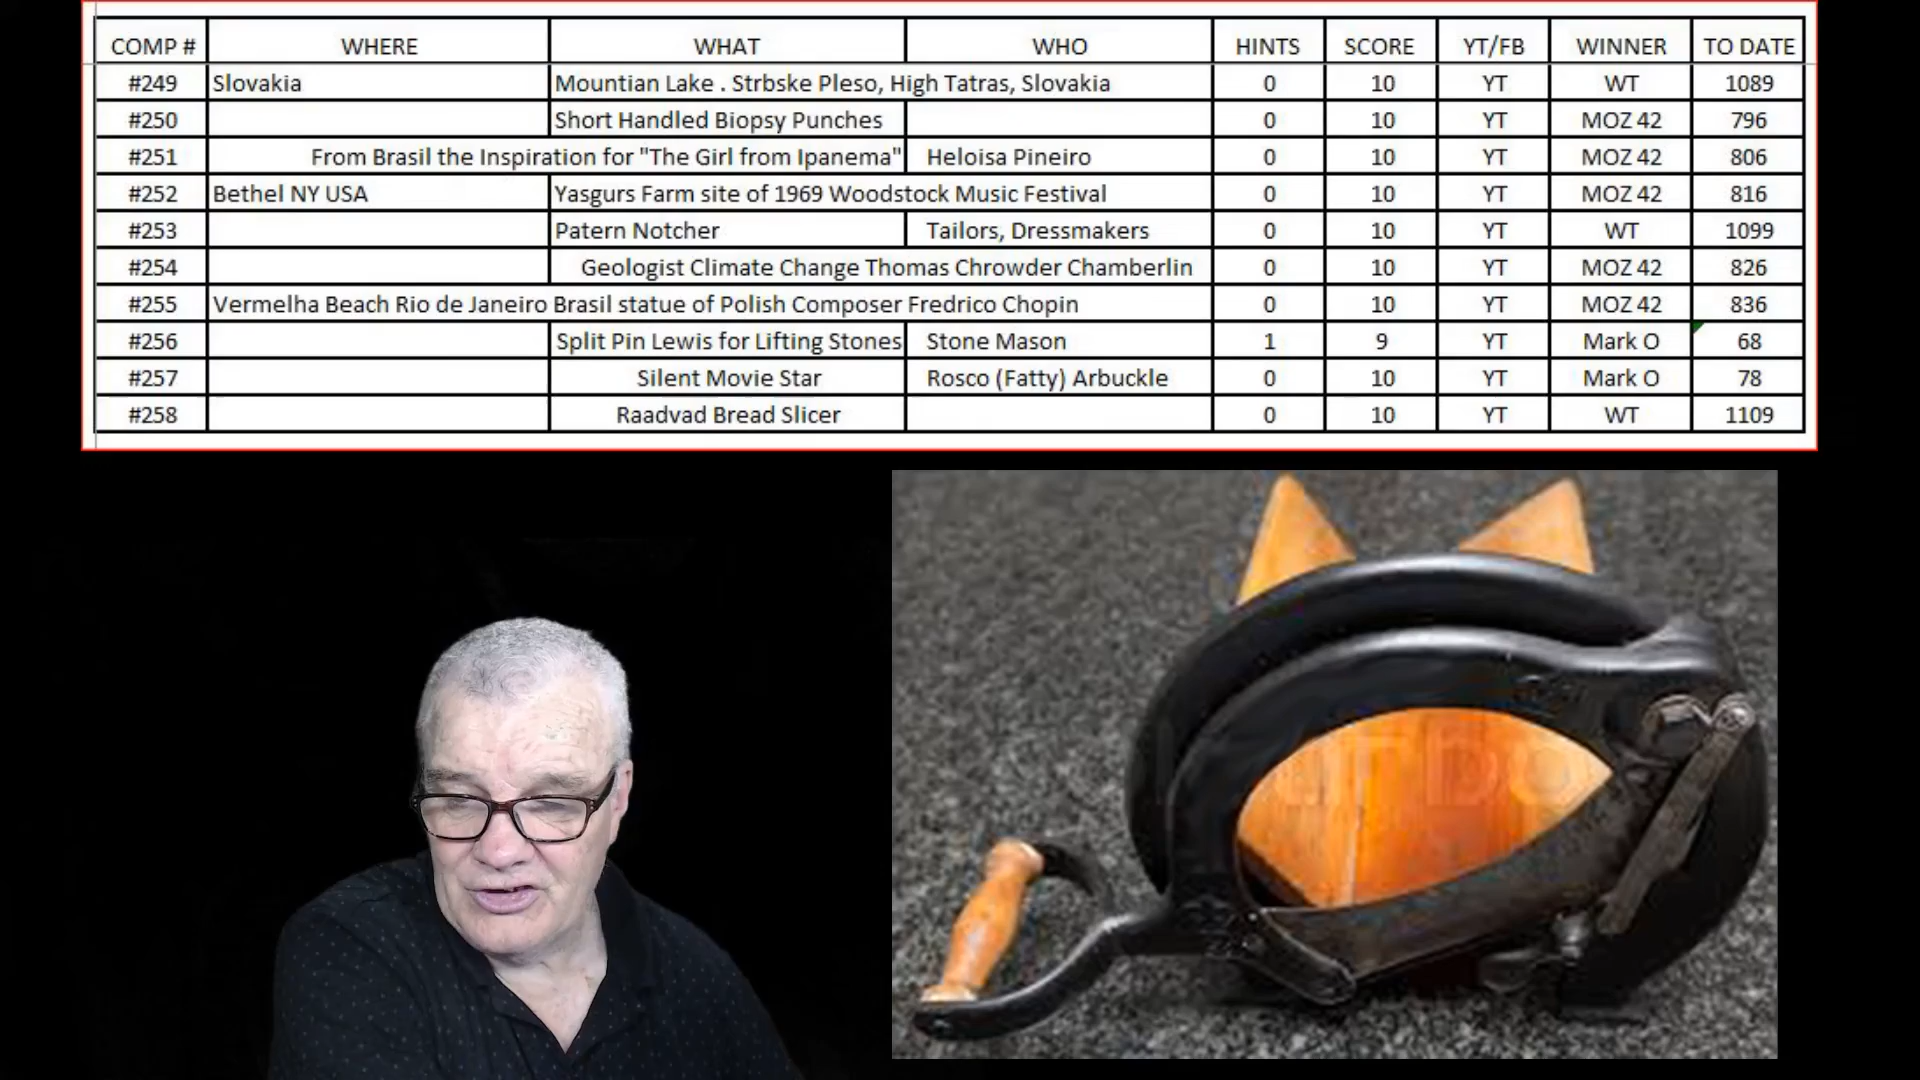 COMP # WHERE WHAT WHO HINTS SCORE YT/FB WINNER TO DATE
#249 Slovakia Mountian Lake . Strbske Pleso, High Tatras, Slovakia 0 10 YT WT 1089
#250 Short Handled Biopsy Punches 0 10 YT MOZ 42 796
#251 From Brasil the Inspiration for "The Girl from Ipanema" Heloisa Pineiro 0 10 YT MOZ 42 806
#252 Bethel NY USA Yasgurs Farm site of 1969 Woodstock Music Festival 0 10 YT MOZ 42 816
#253 Patern Notcher Tailors, Dressmakers 0 10 YT WT 1099
#254 Geologist Climate Change Thomas Chrowder Chamberlin 0 10 YT MOZ 42 826
#255 Vermelha Beach Rio de Janeiro Brasil statue of Polish Composer Fredrico Chopin 0 10 YT MOZ 42 836
#256 Split Pin Lewis for Lifting Stones Stone Mason 1 9 YT Mark O 68
#257 Silent Movie Star Rosco (Fatty) Arbuckle 0 10 YT Mark O 78
#258 Raadvad Bread Slicer 0 10 YT WT 1109